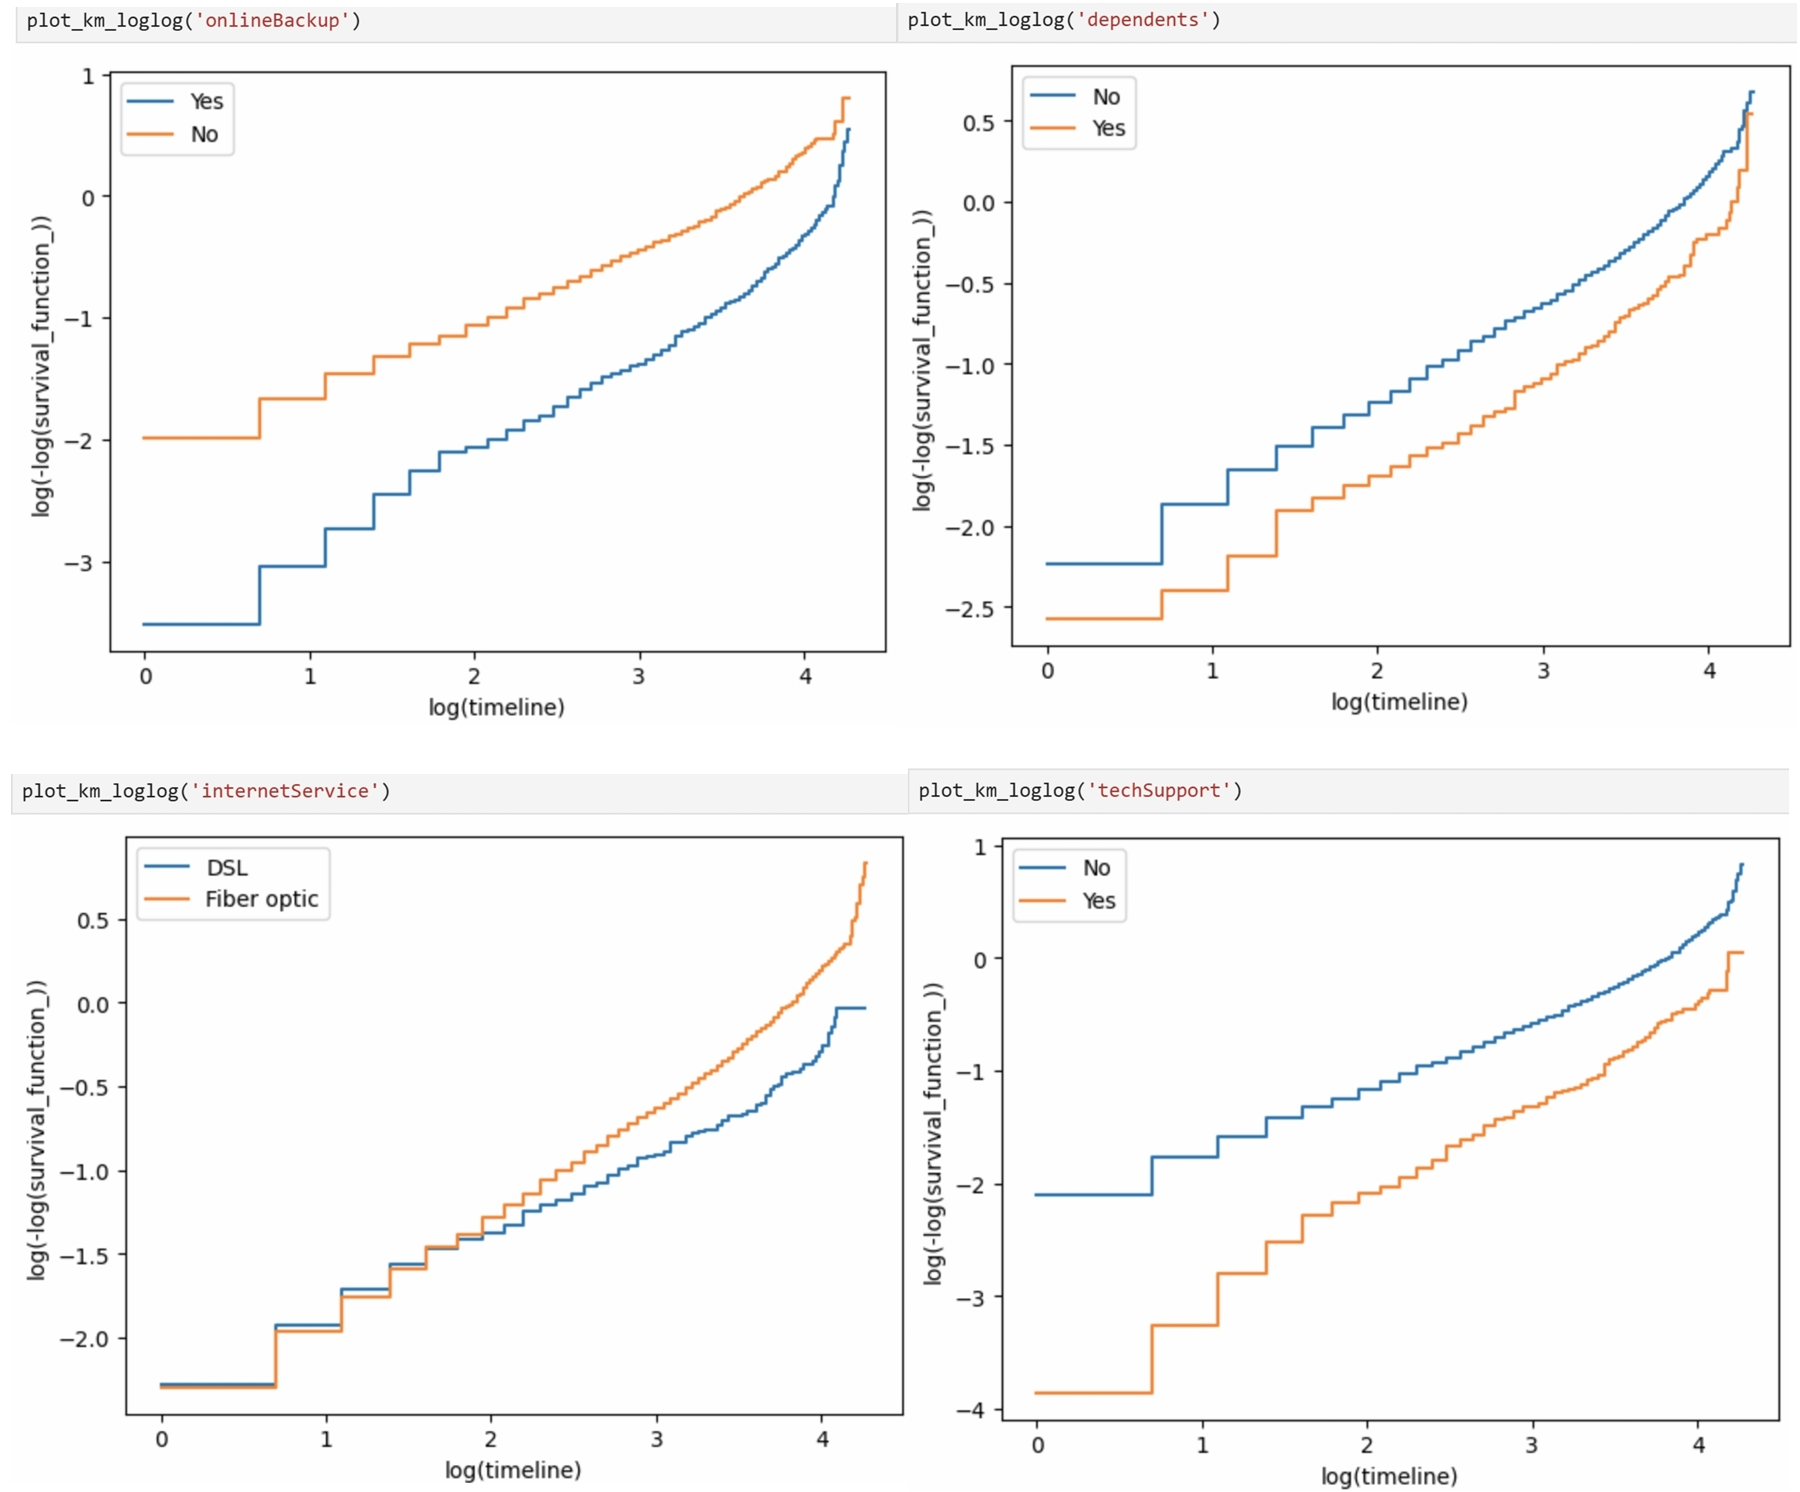 plot_km_loglog('onlineBackup')
Yes
No
1
0
−1
−2
−3
log(-log(survival_function_))
0 1 2 3 4
log(timeline)
plot_km_loglog('dependents')
No
Yes
0.5
0.0
−0.5
−1.0
−1.5
−2.0
−2.5
log(-log(survival_function_))
0 1 2 3 4
log(timeline)
plot_km_loglog('internetService')
DSL
Fiber optic
0.5
0.0
−0.5
−1.0
−1.5
−2.0
log(-log(survival_function_))
0 1 2 3 4
log(timeline)
plot_km_loglog('techSupport')
No
Yes
1
0
−1
−2
−3
−4
log(-log(survival_function_))
0 1 2 3 4
log(timeline)